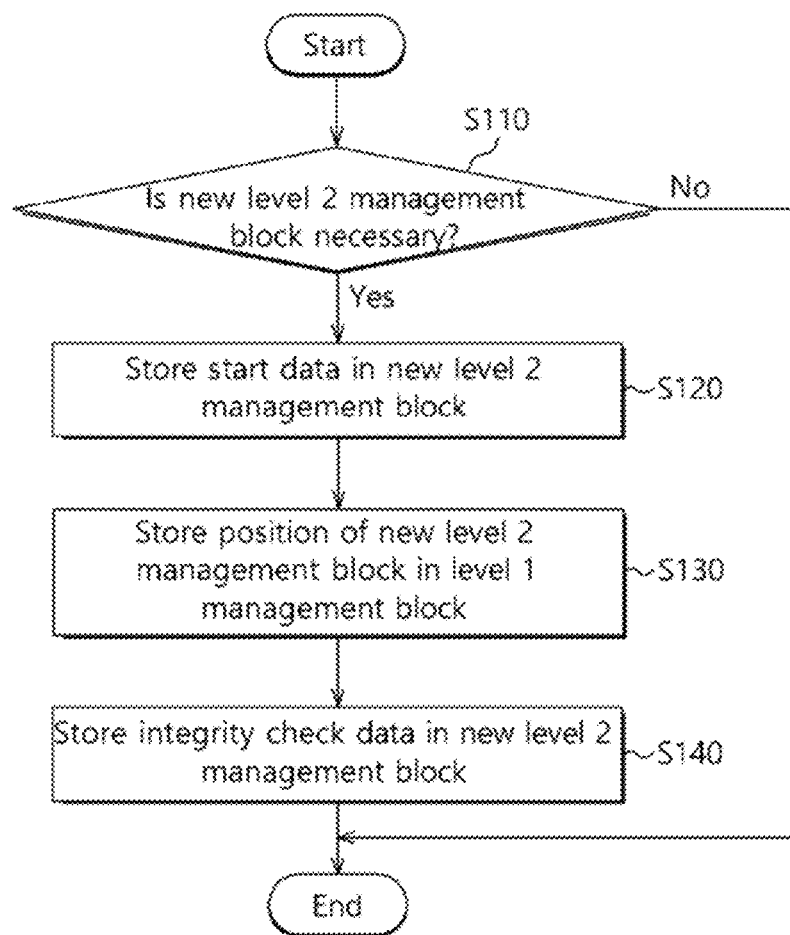 Start
S110
Is new level 2 management
block necessary?
No
Yes
Store start data in new level 2
management block
S120
Store position of new level 2
management block in level 1
management block
S130
Store integrity check data in new level 2
management block
S140
End